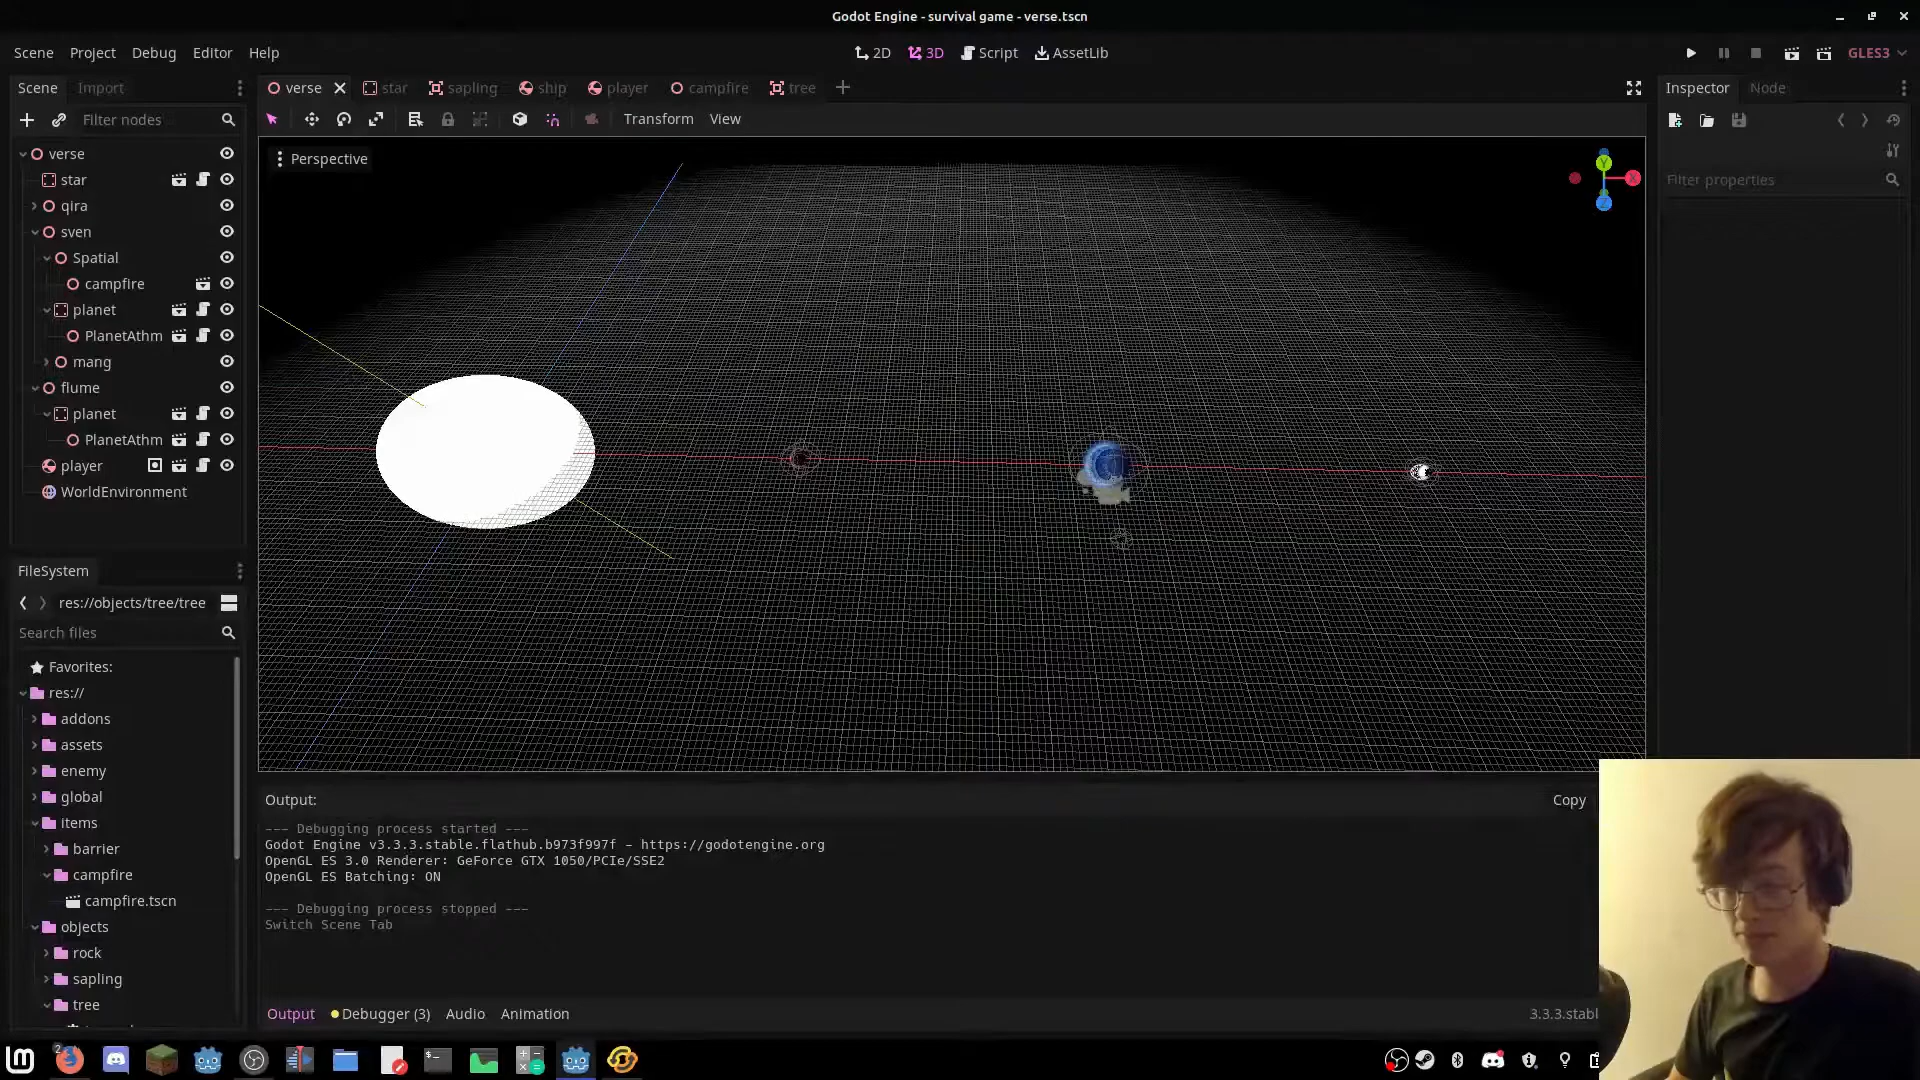 Godot Engine - survival game - verse.tscn
Scene Project Debug Editor Help
2D 3D Script AssetLib
GLES3
Scene Import
verse star sapling ship player campfire tree
Inspector Node
Filter nodes
Transform View
verse
Perspective
Y
X
Z
star
Filter properties
qira
sven
Spatial
campfire
planet
PlanetAthm
mang
flume
planet
PlanetAthm
player
WorldEnvironment
FileSystem
res://objects/tree/tree
Search files
Favorites:
res://
addons
assets
enemy
global
items
barrier
campfire
campfire.tscn
objects
rock
sapling
tree
Output:
Copy
--- Debugging process started ---
Godot Engine v3.3.3.stable.flathub.b973f997f - https://godotengine.org
OpenGL ES 3.0 Renderer: GeForce GTX 1050/PCIe/SSE2
OpenGL ES Batching: ON
--- Debugging process stopped ---
Switch Scene Tab
Output Debugger (3) Audio Animation
3.3.3.stabl
2